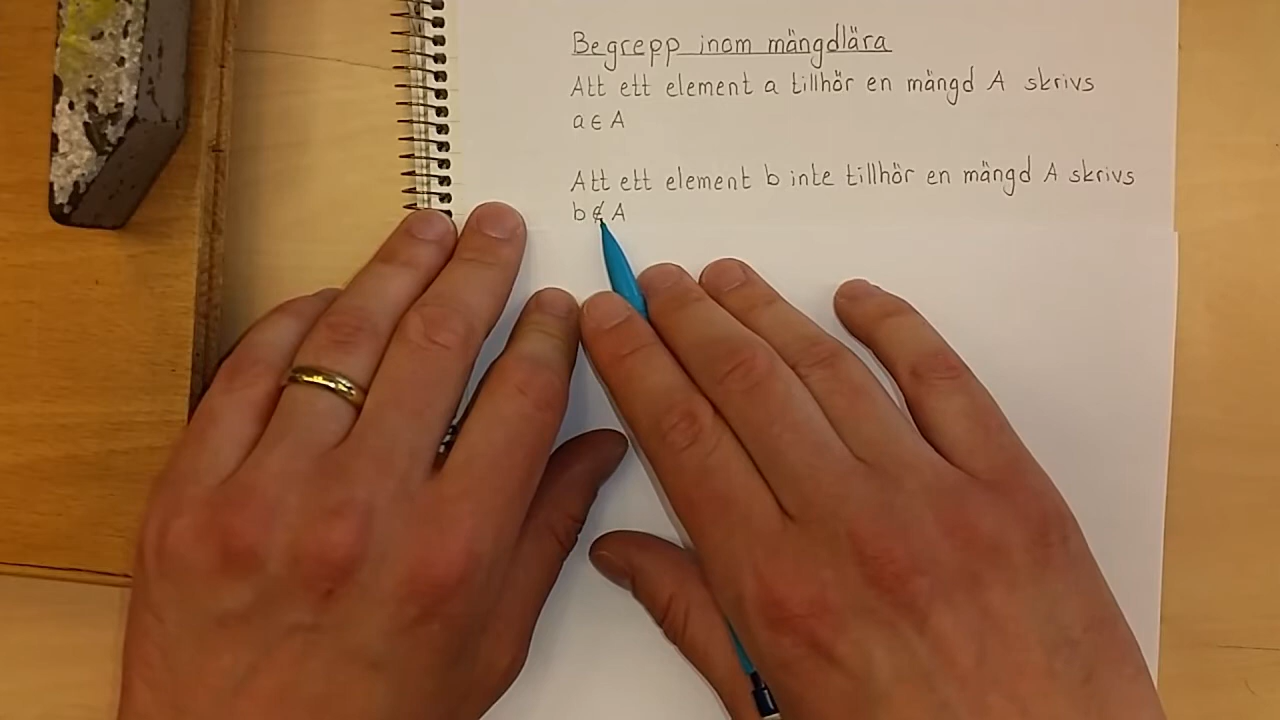 Begrepp inom mängdlära
Att ett element a tillhör en mängd A skrivs
a ∈ A
Att ett element b inte tillhör en mängd A skrivs
b ∉ A